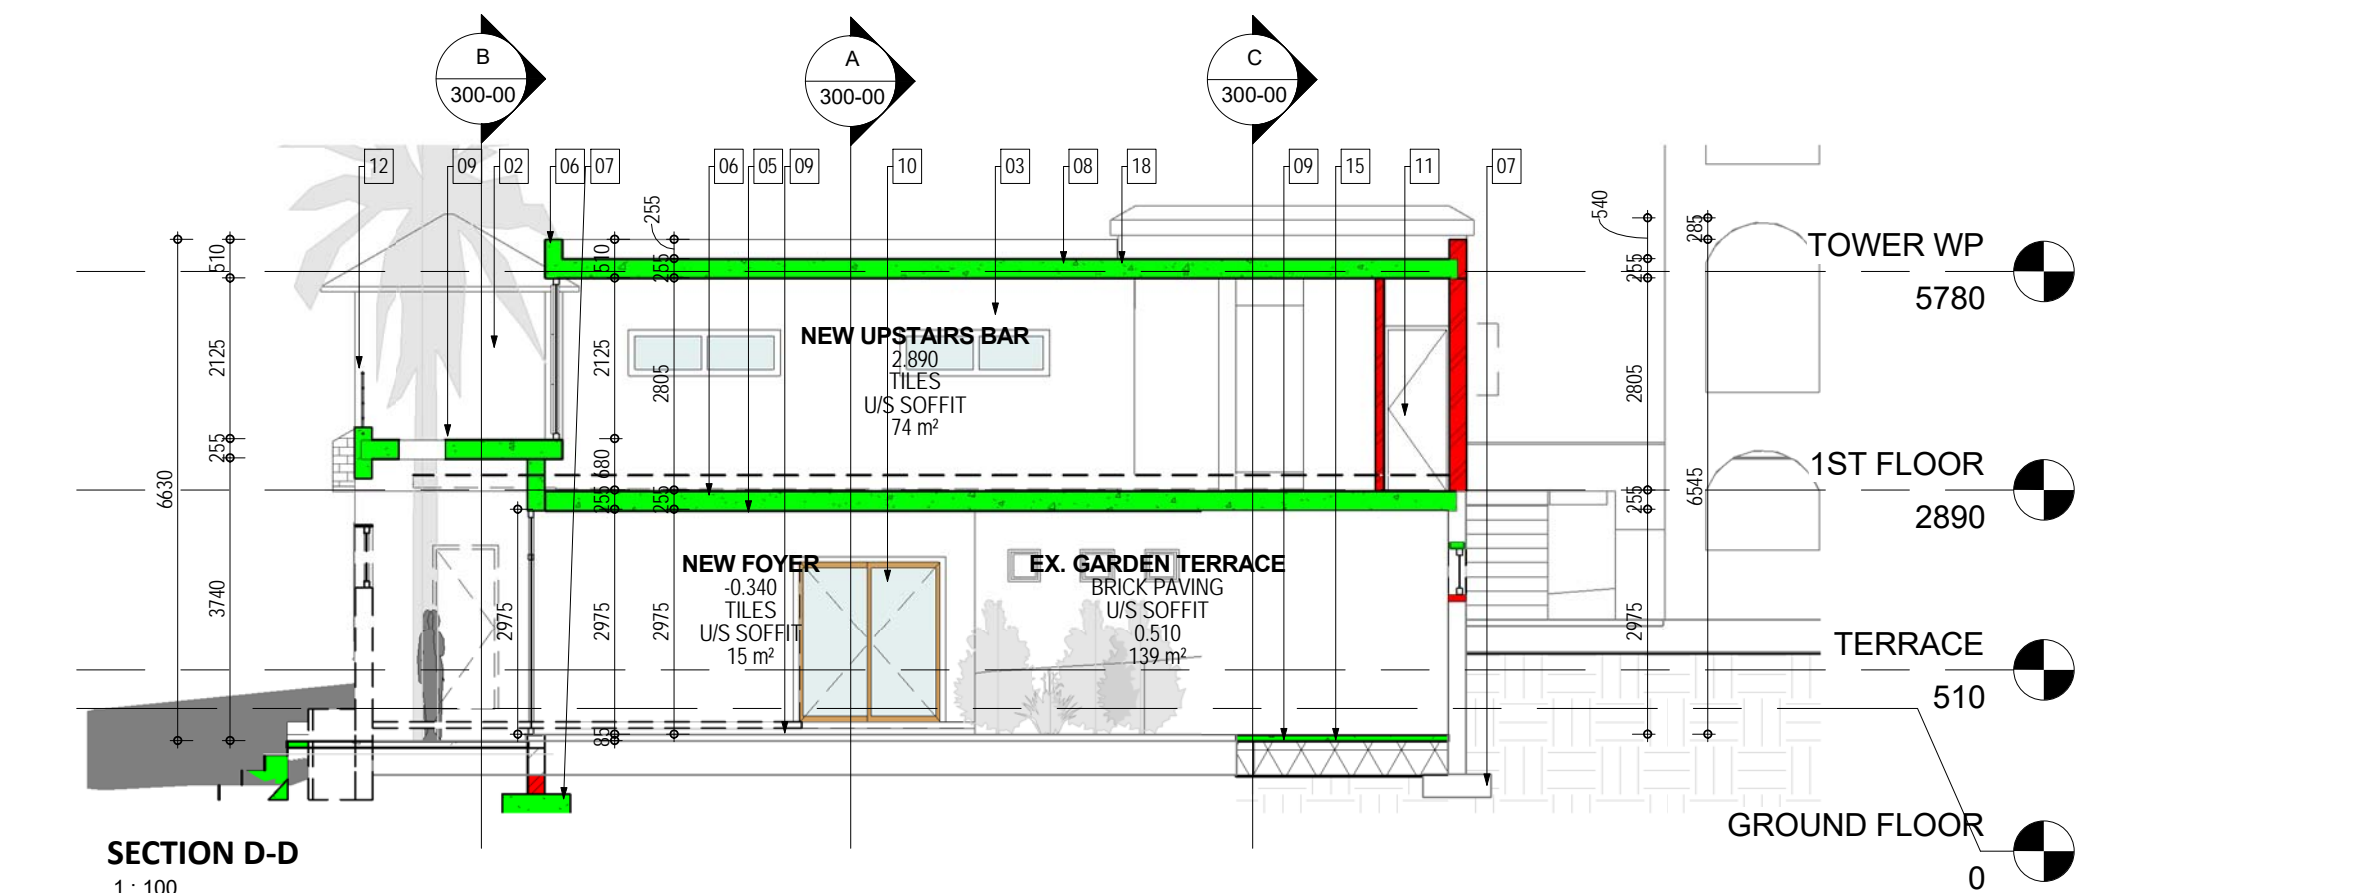 B
300-00
A
300-00
C
300-00
12
09
02
06
07
06
05
09
10
03
08
18
09
15
11
07
255
540
285
510
510
255
255
TOWER WP
5780
NEW UPSTAIRS BAR
2.890
TILES
U/S SOFFIT
74 m²
2125
2125
2805
2805
255
680
6630
255
255
255
6545
1ST FLOOR
2890
NEW FOYER
-0.340
TILES
U/S SOFFIT
15 m²
EX. GARDEN TERRACE
BRICK PAVING
U/S SOFFIT
0.510
139 m²
3740
2975
2975
2975
2975
85
TERRACE
510
GROUND FLOOR
0
SECTION D-D
1 : 100